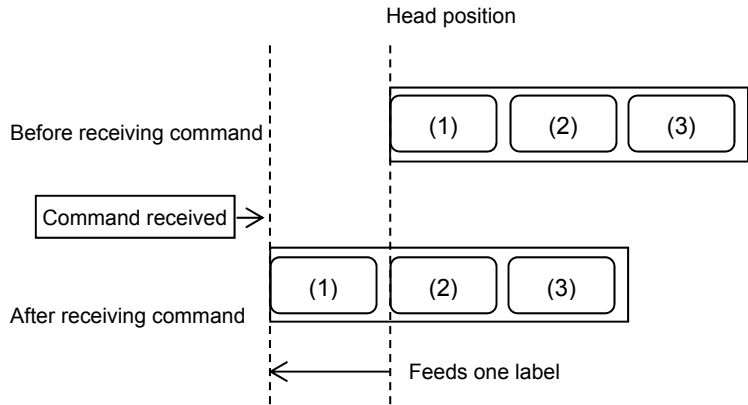 Head position
Before receiving command
(1) (2) (3)
Command received
(1) (2) (3)
After receiving command
Feeds one label